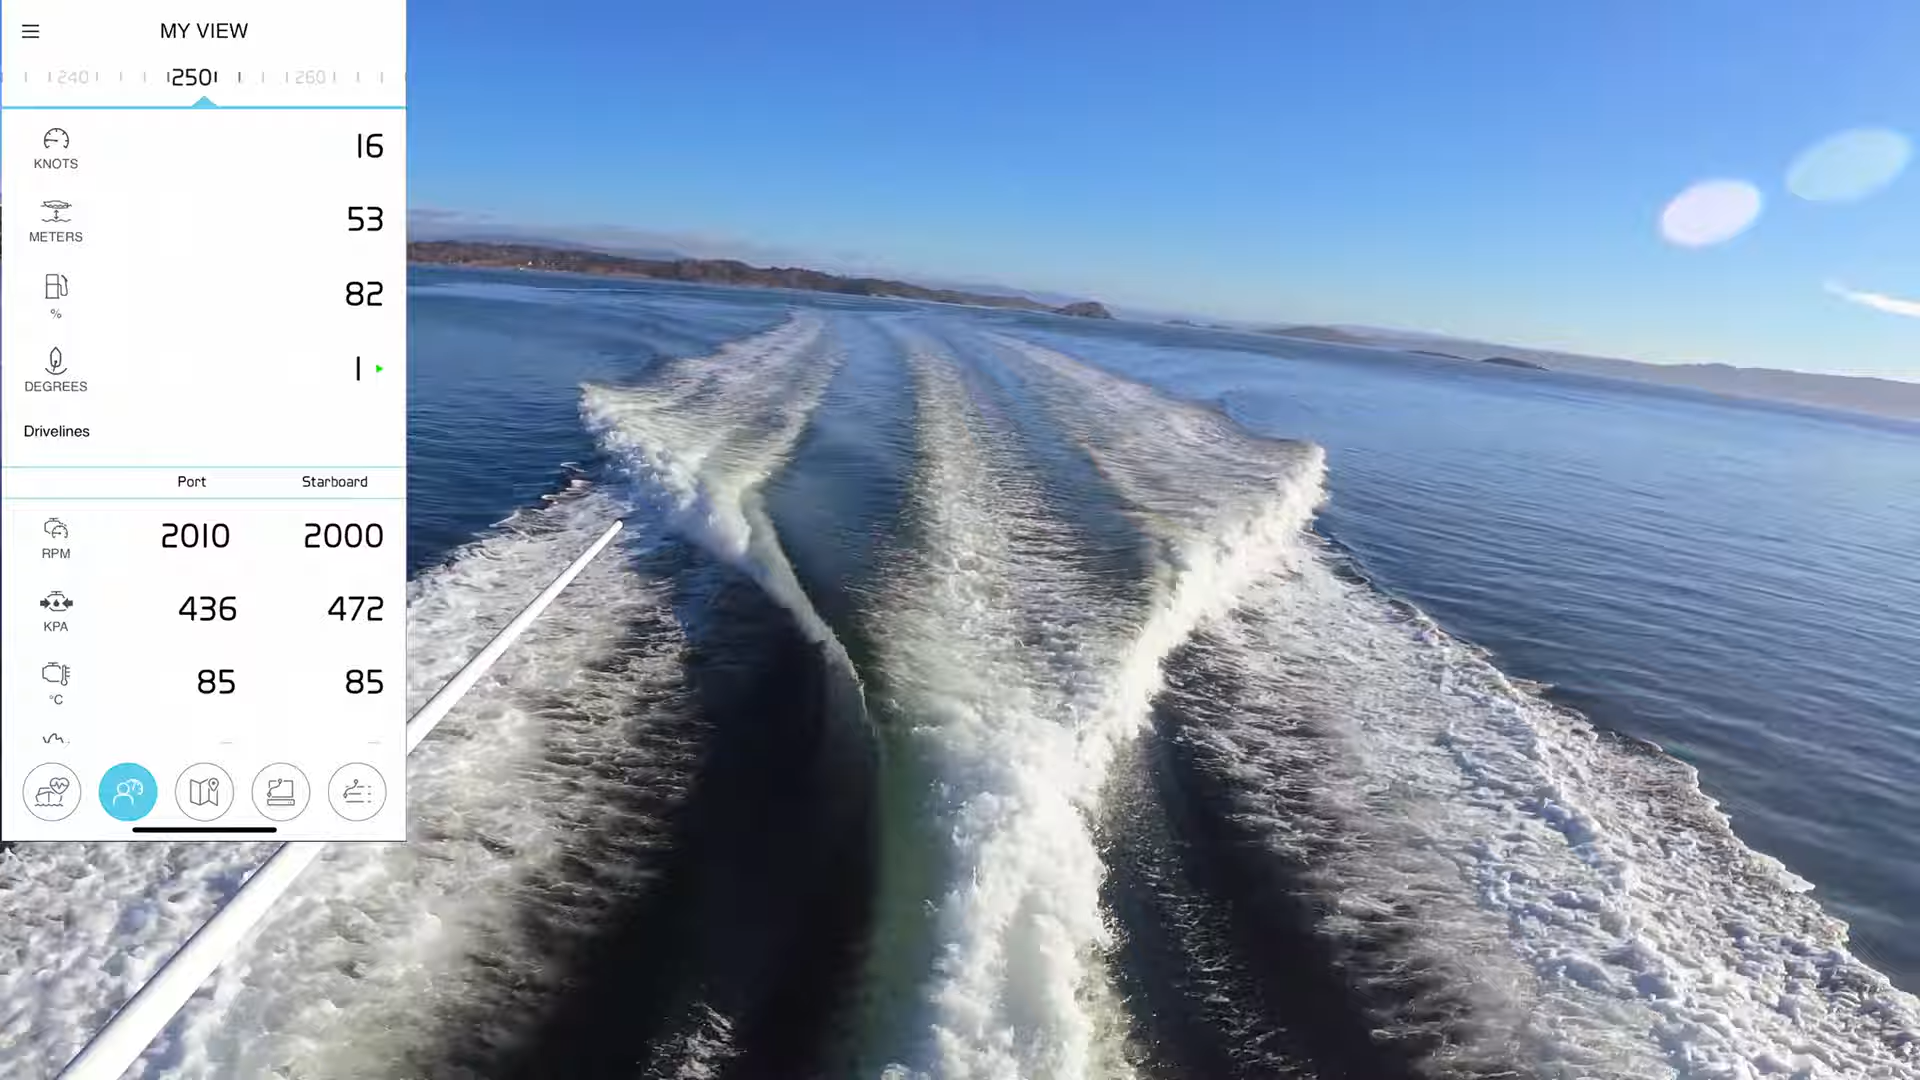 MY VIEW
240 250 260
KNOTS 16
METERS 53
% 82
DEGREES 1
Drivelines
Port Starboard
RPM 2010 2000
KPA 436 472
°C 85 85